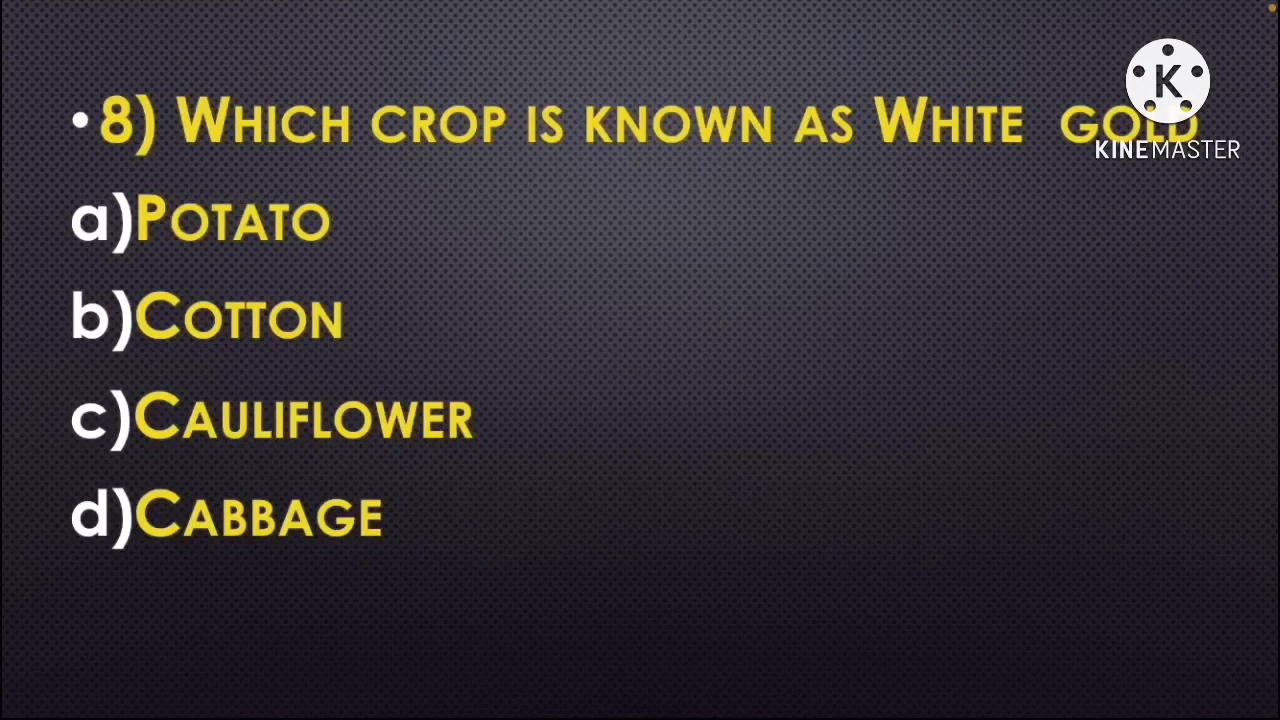 • 8) Which crop is known as White gold
a)Potato
b)Cotton
c)Cauliflower
d)Cabbage
K
KINEMASTER